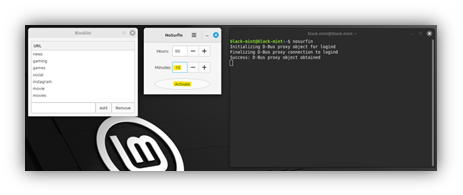 Blocklist
URL
news
gaming
games
social
instagram
movie
movies
Add
Remove
NoSurfin
Hours:
00
Minutes:
Activate
black-mint@black-mint:
black-mint@black-mint:~$ nosurfin
Initializing D-Bus proxy object for logind
Finalizing D-Bus proxy connection to logind
Success: D-Bus proxy object obtained